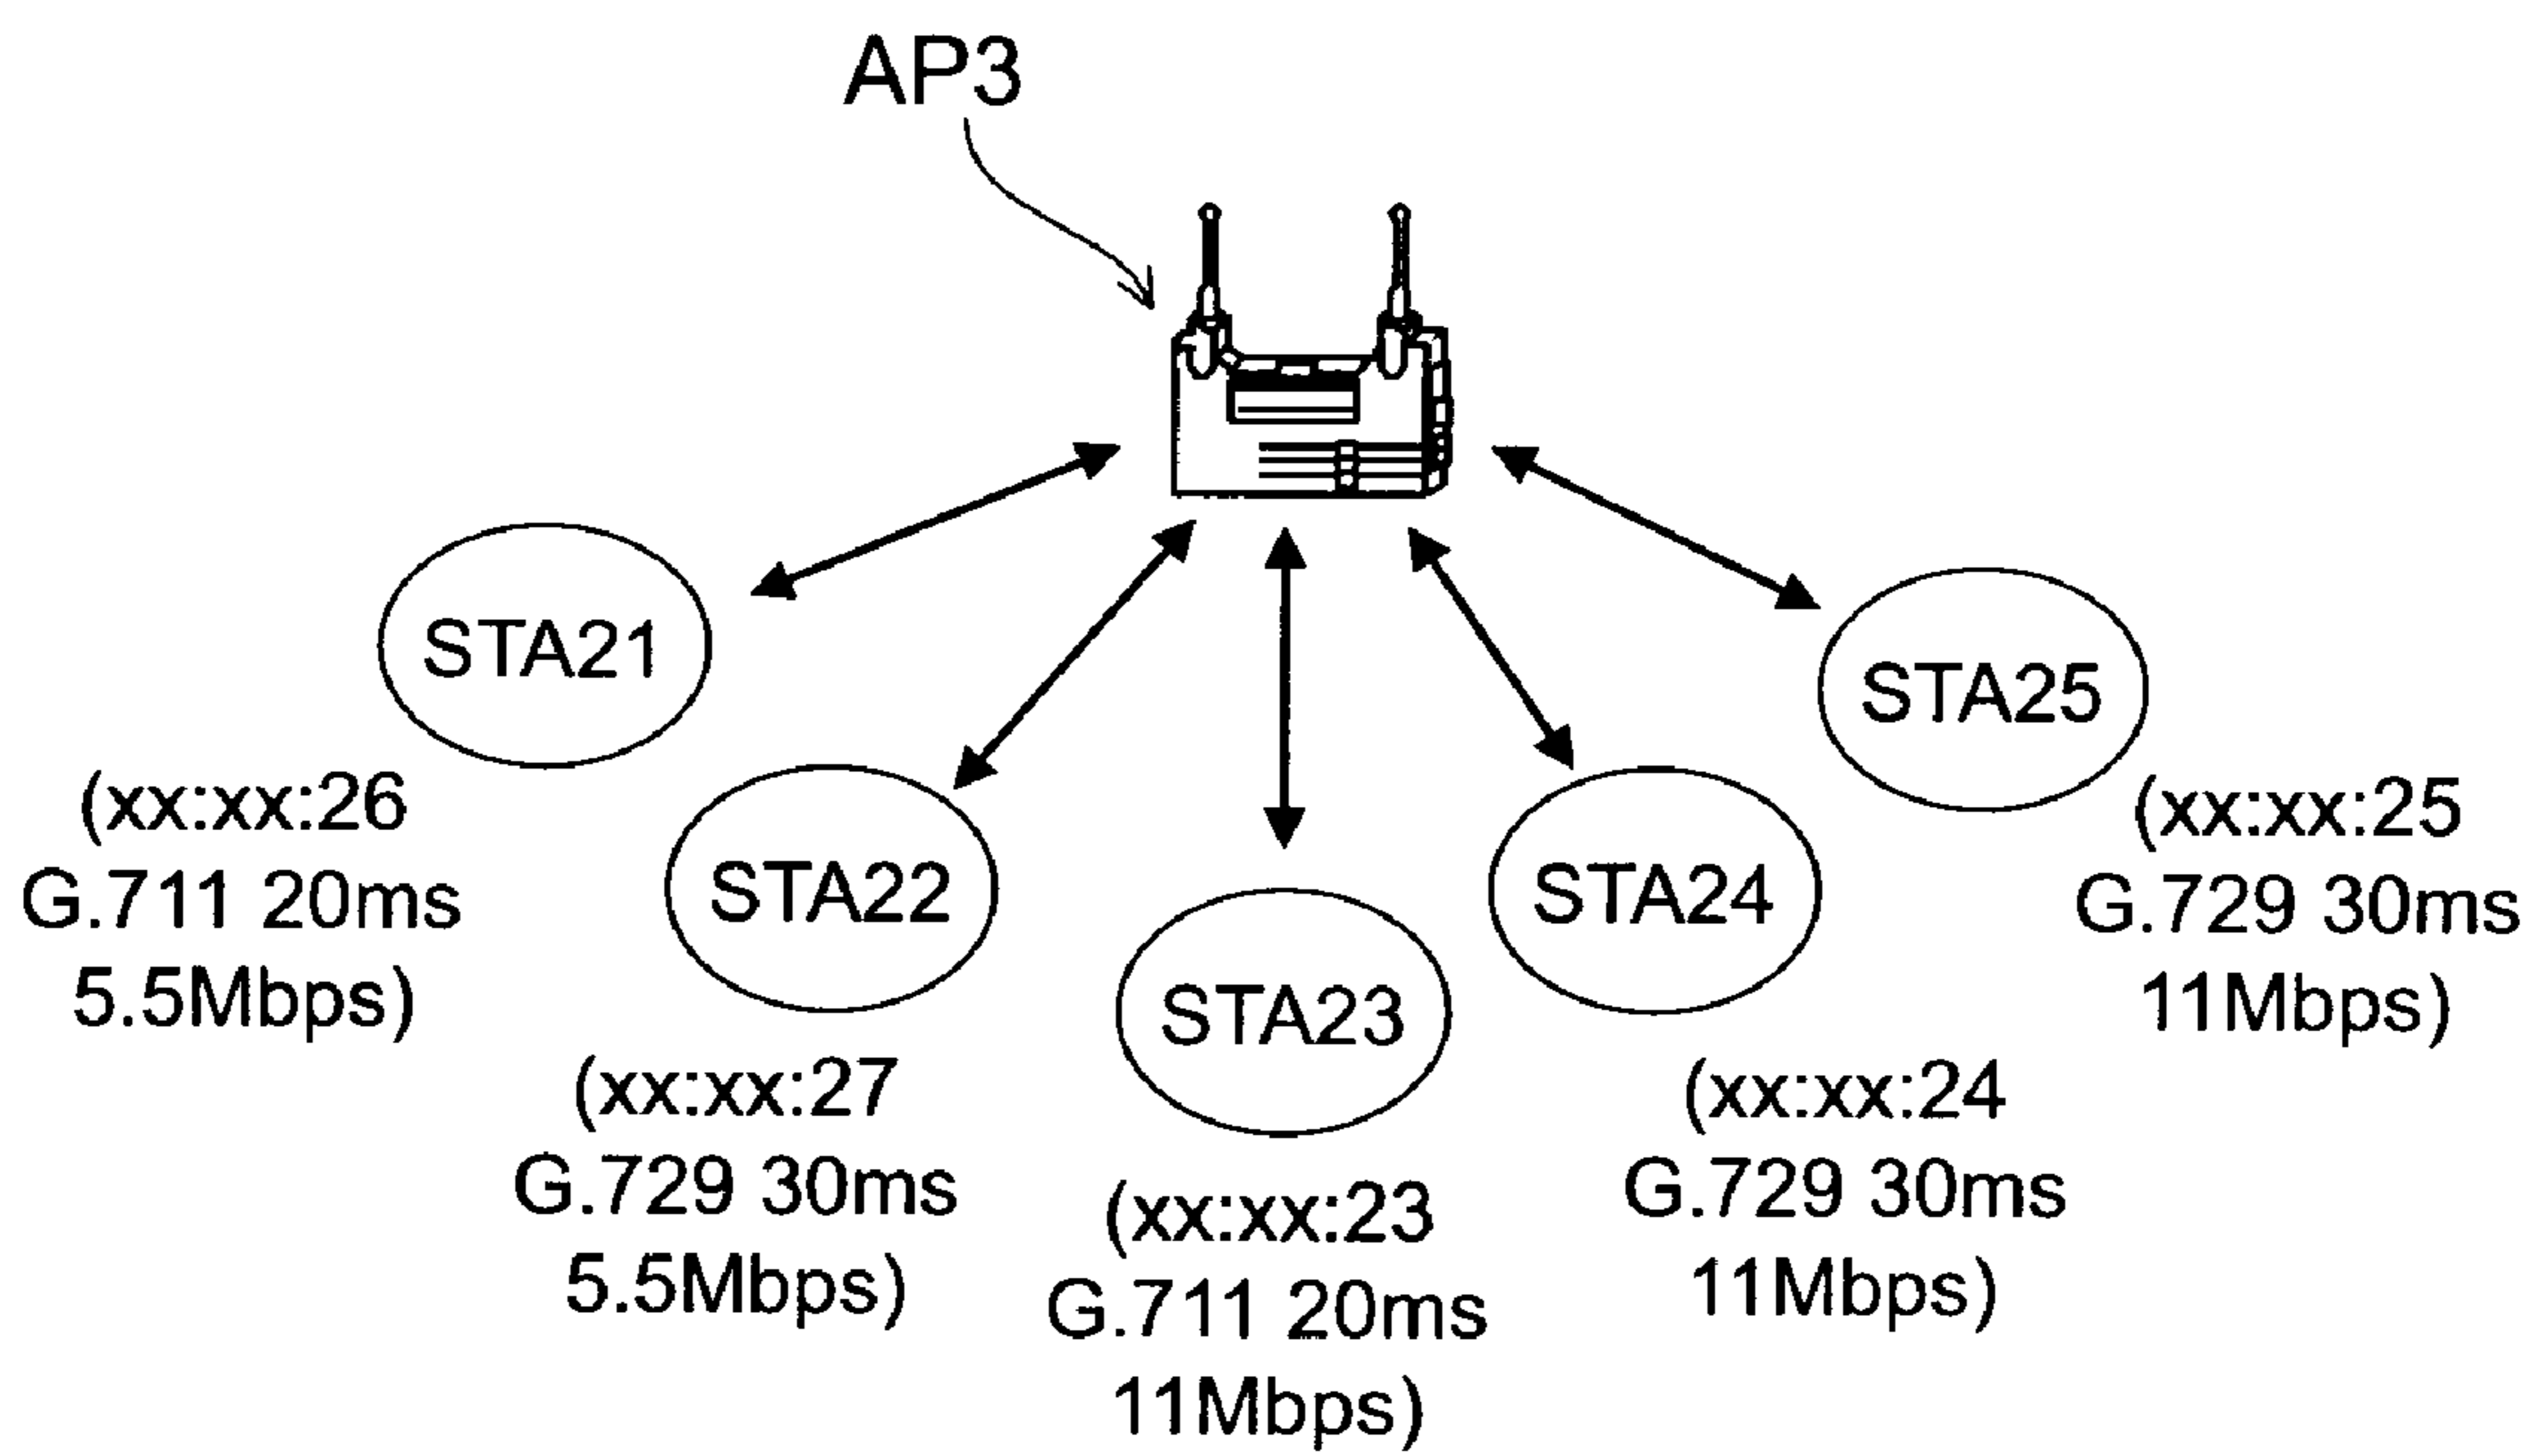 AP3
STA21
(xx:xx:26
G.711 20ms
5.5Mbps)
STA22
(xx:xx:27
G.729 30ms
5.5Mbps)
STA23
(xx:xx:23
G.711 20ms
11Mbps)
STA24
(xx:xx:24
G.729 30ms
11Mbps)
STA25
(xx:xx:25
G.729 30ms
11Mbps)